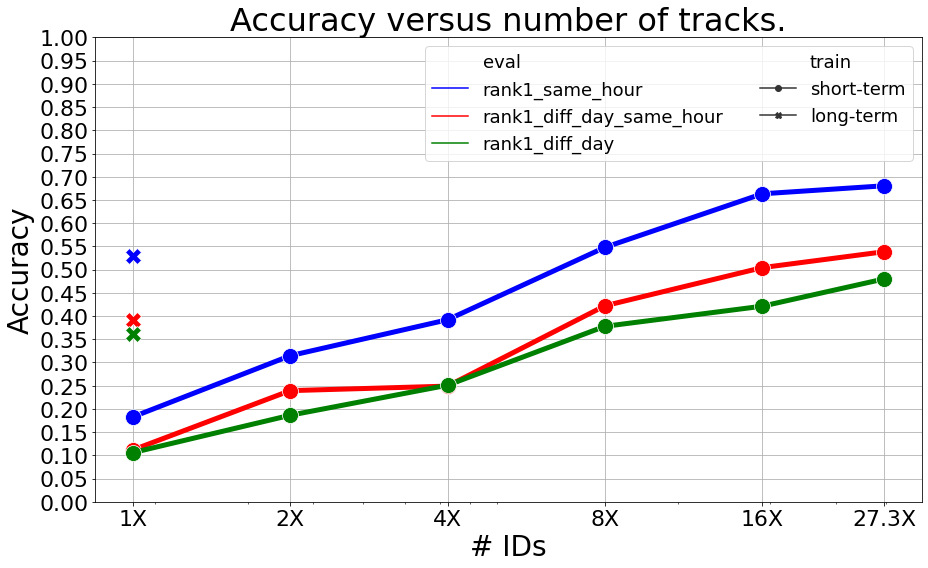 Accuracy versus number of tracks.
1.00
0.95
0.90
0.85
0.80
0.75
0.70
0.65
0.60
0.55
0.50
0.45
0.40
0.35
0.30
0.25
0.20
0.15
0.10
0.05
0.00
Accuracy
eval
rank1_same_hour
rank1_diff_day_same_hour
rank1_diff_day
train
short-term
long-term
1X 2X 4X 8X 16X 27.3X
# IDs